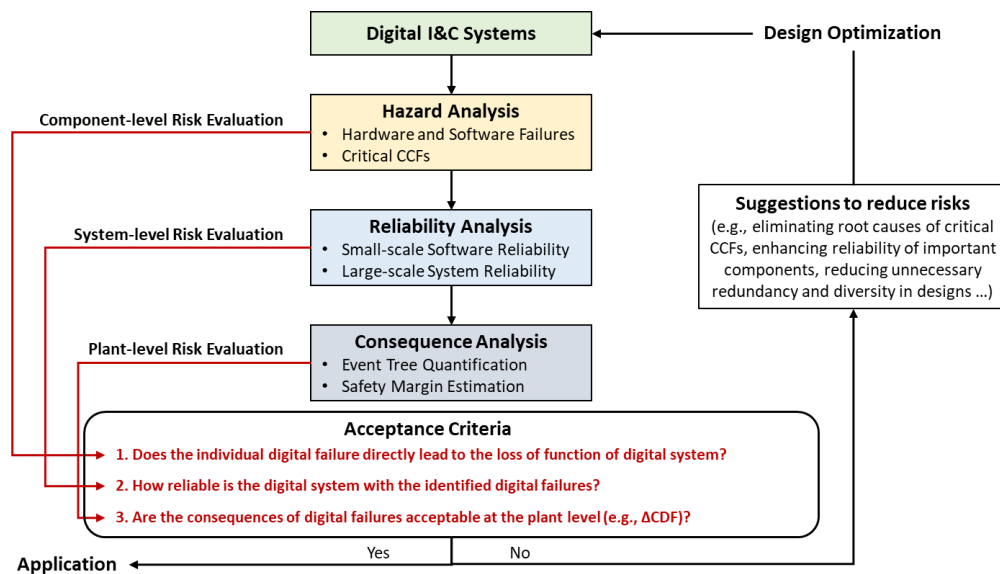 Digital I&C Systems
Design Optimization
Component-level Risk Evaluation
Hazard Analysis
• Hardware and Software Failures
• Critical CCFs
System-level Risk Evaluation
Reliability Analysis
• Small-scale Software Reliability
• Large-scale System Reliability
Suggestions to reduce risks
(e.g., eliminating root causes of critical
CCFs, enhancing reliability of important
components, reducing unnecessary
redundancy and diversity in designs …)
Plant-level Risk Evaluation
Consequence Analysis
• Event Tree Quantification
• Safety Margin Estimation
Acceptance Criteria
1. Does the individual digital failure directly lead to the loss of function of digital system?
2. How reliable is the digital system with the identified digital failures?
3. Are the consequences of digital failures acceptable at the plant level (e.g., ΔCDF)?
Yes
No
Application